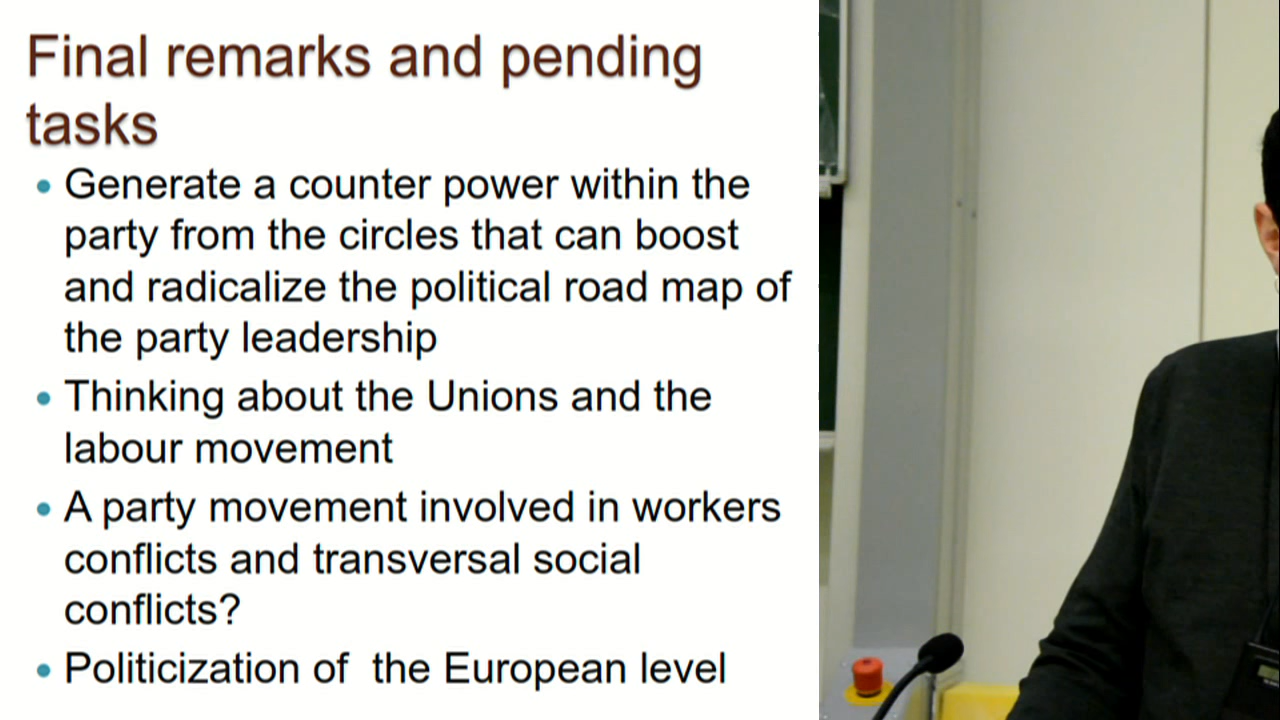 Final remarks and pending
tasks
• Generate a counter power within the
party from the circles that can boost
and radicalize the political road map of
the party leadership
• Thinking about the Unions and the
labour movement
• A party movement involved in workers
conflicts and transversal social
conflicts?
• Politicization of  the European level